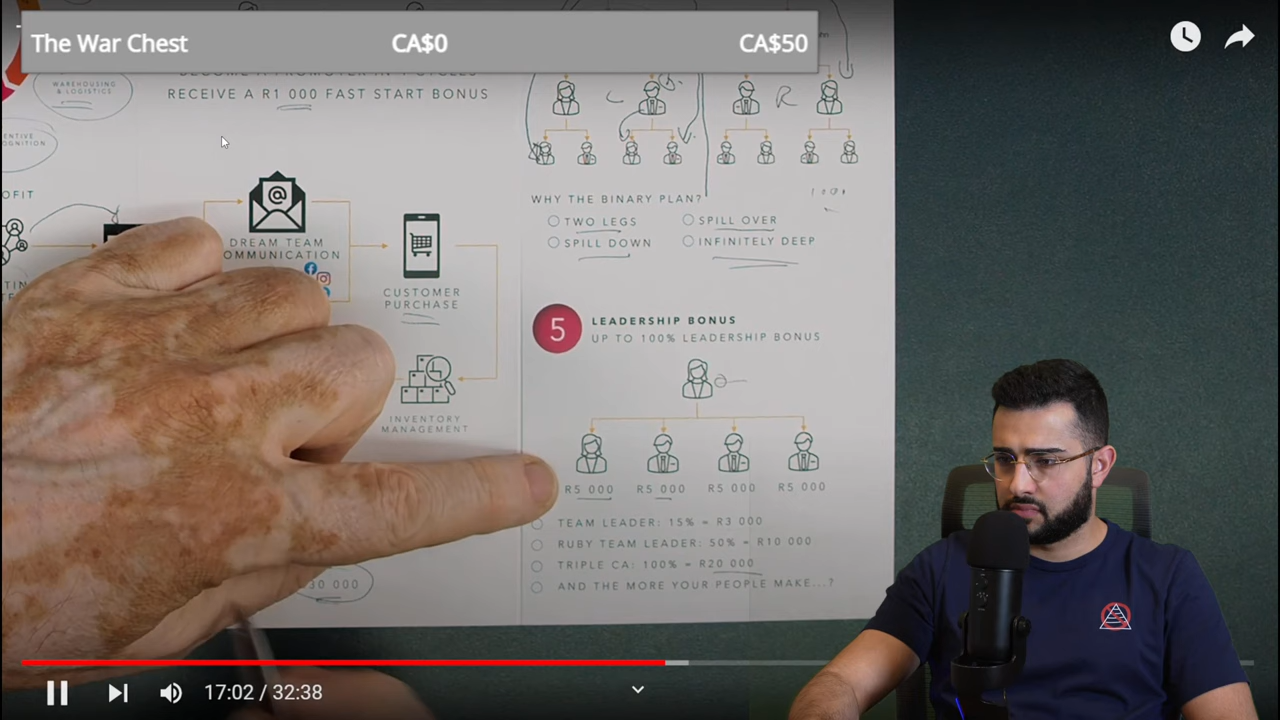 The War Chest CA$0 CA$50
WAREHOUSING
& LOGISTICS
RECEIVE A R1 000 FAST START BONUS
WHY THE BINARY PLAN?
TWO LEGS SPILL OVER
SPILL DOWN INFINITELY DEEP
@
DREAM TEAM
CUSTOMER
PURCHASE
INVENTORY
MANAGEMENT
5 LEADERSHIP BONUS
UP TO 100% LEADERSHIP BONUS
R5 000 R5 000 R5 000 R5 000
TEAM LEADER: 15% = R3 000
RUBY TEAM LEADER: 50% = R10 000
TRIPLE CA: 100% = R20 000
AND THE MORE YOUR PEOPLE MAKE...?
17:02 / 32:38